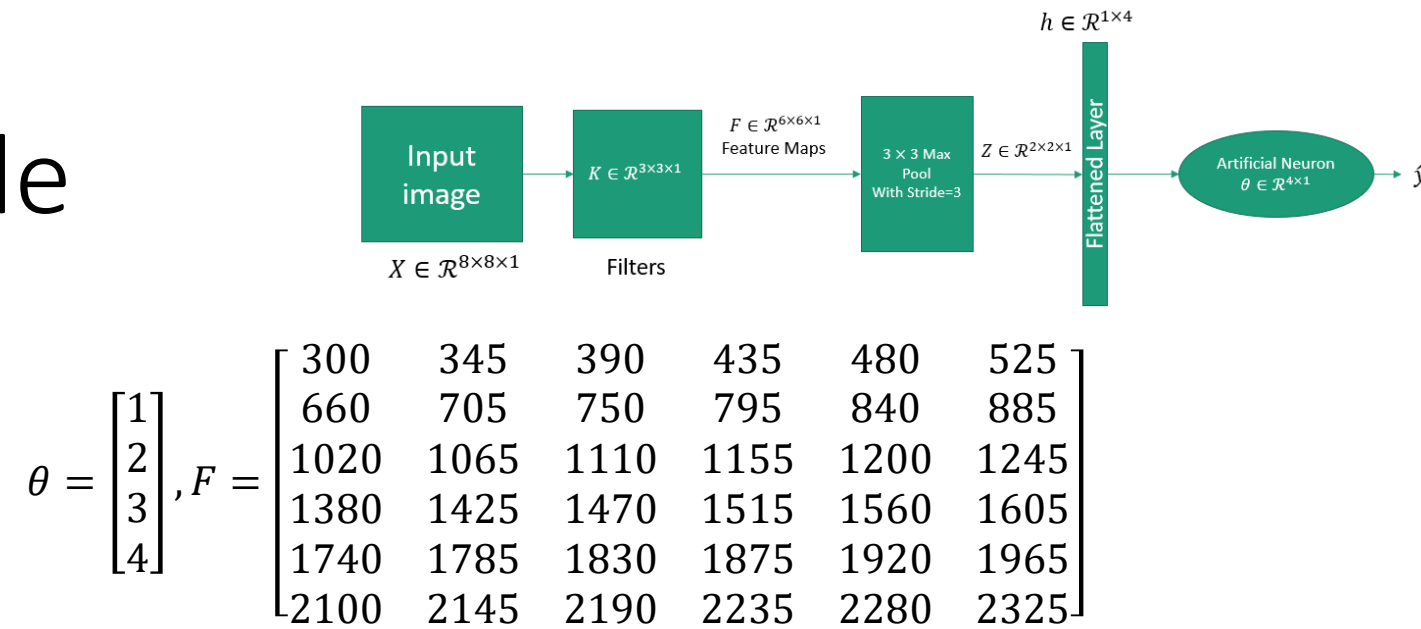 h ∈ ℛ^{1×4}
de
Input
image
X ∈ ℛ^{8×8×1}
K ∈ ℛ^{3×3×1}
Filters
F ∈ ℛ^{6×6×1}
Feature Maps
3 × 3 Max
Pool
With Stride=3
Z ∈ ℛ^{2×2×1}
Flattened Layer
Artificial Neuron
θ ∈ ℛ^{4×1}
θ = [1 2 3 4] , F =
300 345 390 435 480 525
660 705 750 795 840 885
1020 1065 1110 1155 1200 1245
1380 1425 1470 1515 1560 1605
1740 1785 1830 1875 1920 1965
2100 2145 2190 2235 2280 2325